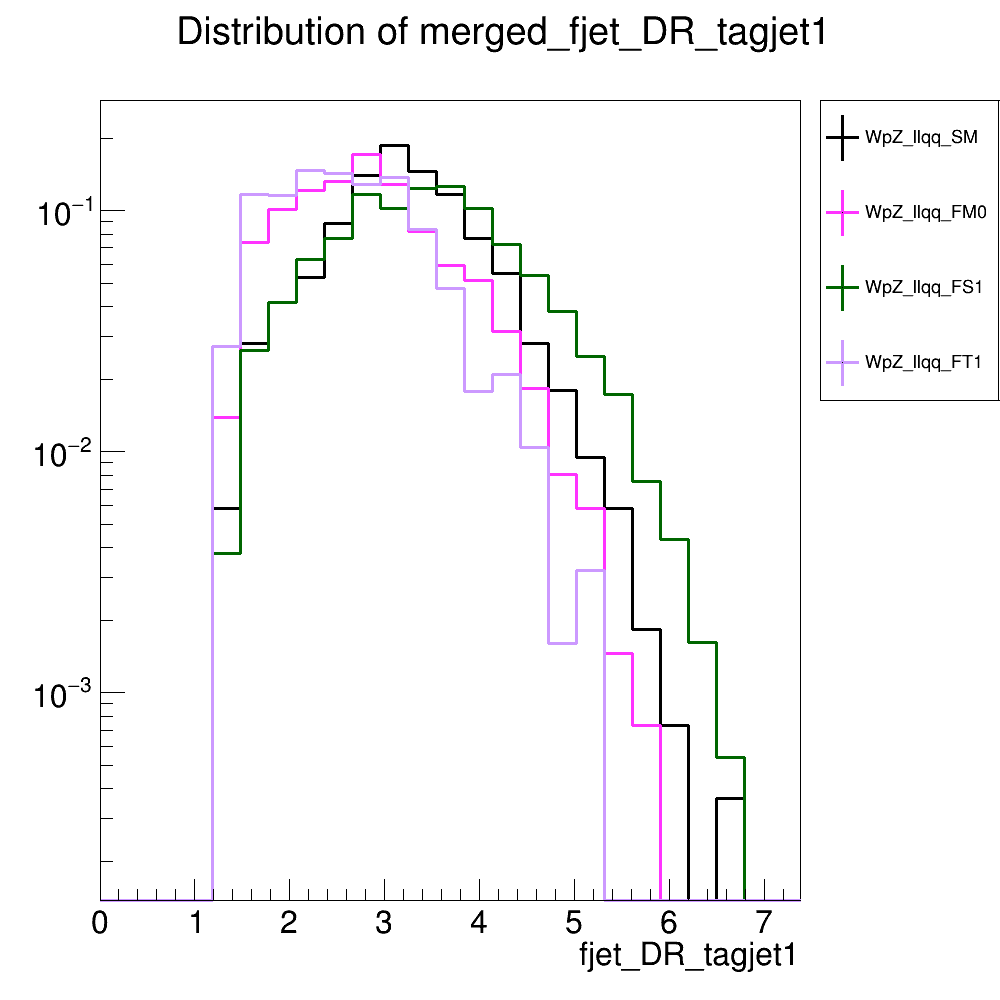 Distribution of merged_fjet_DR_tagjet1
WpZ_llqq_SM
WpZ_llqq_FM0
WpZ_llqq_FS1
WpZ_llqq_FT1
10⁻¹
10⁻²
10⁻³
0 1 2 3 4 5 6 7
fjet_DR_tagjet1